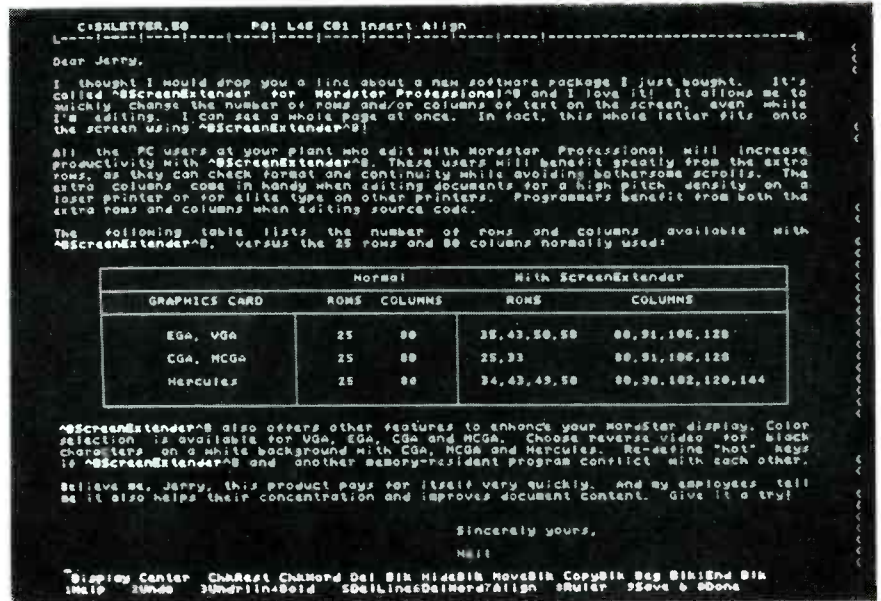 C:SXLETTER.50 P01 L46 C01 Insert Align
L----!----!----!----!----!----!----!----!----!----!----------R
Dear Jerry,
I thought I would drop you a line about a new software package I just bought. It's
called ^BScreenExtender for Wordstar Professional^B and I love it! It allows me to
quickly change the number of rows and/or columns of text on the screen, even while
I'm editing. I can see a whole page at once. In fact, this whole letter fits onto
the screen using ^BScreenExtender^B!
All the PC users at your plant who edit with Wordstar Professional will increase
productivity with ^BScreenExtender^B. These users will benefit greatly from the extra
rows, as they can check format and continuity while avoiding bothersome scrolls. The
extra columns come in handy when editing documents for a high pitch density on a
laser printer or for elite type on other printers. Programmers benefit from both the
extra rows and columns when editing source code.
The following table lists the number of rows and columns available with
^BScreenExtender^B, versus the 25 rows and 80 columns normally used:
Normal With ScreenExtender
GRAPHICS CARD ROWS COLUMNS ROWS COLUMNS
EGA, VGA 25 80 35,43,50,58 80,91,106,128
CGA, MCGA 25 80 25,33 80,91,106,128
Hercules 25 80 34,43,49,58 80,90,102,120,144
^BScreenExtender^B also offers other features to enhance your WordStar display. Color
selection is available for VGA, EGA, CGA and MCGA. Choose reverse video for black
characters on a white background with CGA, MCGA and Hercules. Re-define "hot" keys
if ^BScreenExtender^B and another memory-resident program conflict with each other.
Believe me, Jerry, this product pays for itself very quickly. And my employees tell
me it also helps their concentration and improves document content. Give it a try!
Sincerely yours,
Walt
Display Center ChkRest ChkWord Del Blk HideBlk MoveBlk CopyBlk Beg Blk1End Blk
1Help 2Undo 3Undrlin4Bold 5DelLine6DelWord7Align 8Ruler 9Save & 0Done